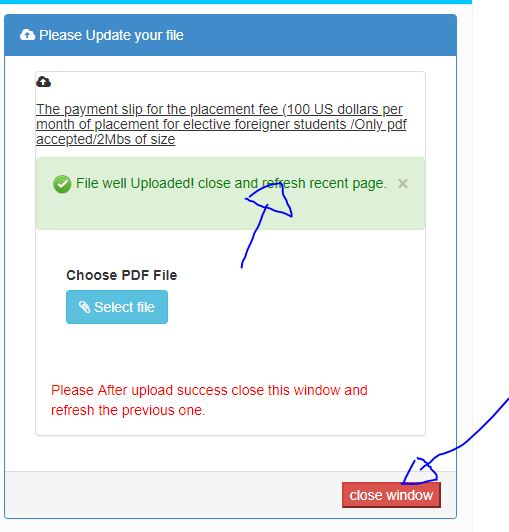 Please Update your file
The payment slip for the placement fee (100 US dollars per
month of placement for elective foreigner students /Only pdf
accepted/2Mbs of size
File well Uploaded! close and refresh recent page. ×
Choose PDF File
Select file
Please After upload success close this window and
refresh the previous one.
close window